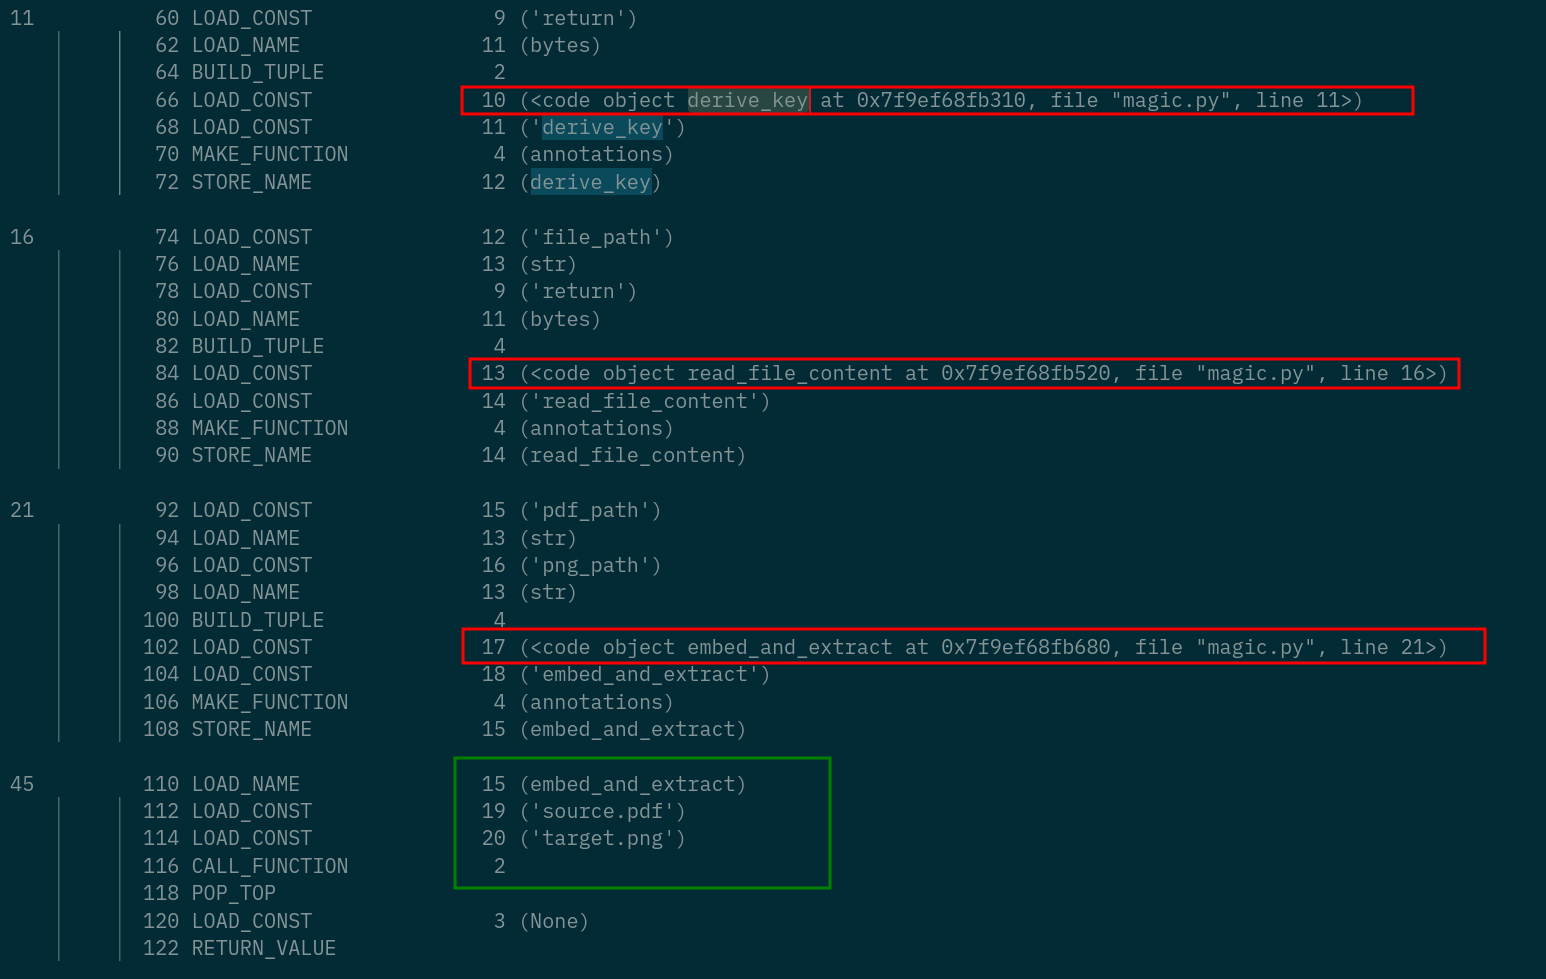 11 60 LOAD_CONST 9 ('return')
62 LOAD_NAME 11 (bytes)
64 BUILD_TUPLE 2
66 LOAD_CONST 10 (<code object derive_key at 0x7f9ef68fb310, file "magic.py", line 11>)
68 LOAD_CONST 11 ('derive_key')
70 MAKE_FUNCTION 4 (annotations)
72 STORE_NAME 12 (derive_key)
16 74 LOAD_CONST 12 ('file_path')
76 LOAD_NAME 13 (str)
78 LOAD_CONST 9 ('return')
80 LOAD_NAME 11 (bytes)
82 BUILD_TUPLE 4
84 LOAD_CONST 13 (<code object read_file_content at 0x7f9ef68fb520, file "magic.py", line 16>)
86 LOAD_CONST 14 ('read_file_content')
88 MAKE_FUNCTION 4 (annotations)
90 STORE_NAME 14 (read_file_content)
21 92 LOAD_CONST 15 ('pdf_path')
94 LOAD_NAME 13 (str)
96 LOAD_CONST 16 ('png_path')
98 LOAD_NAME 13 (str)
100 BUILD_TUPLE 4
102 LOAD_CONST 17 (<code object embed_and_extract at 0x7f9ef68fb680, file "magic.py", line 21>)
104 LOAD_CONST 18 ('embed_and_extract')
106 MAKE_FUNCTION 4 (annotations)
108 STORE_NAME 15 (embed_and_extract)
45 110 LOAD_NAME 15 (embed_and_extract)
112 LOAD_CONST 19 ('source.pdf')
114 LOAD_CONST 20 ('target.png')
116 CALL_FUNCTION 2
118 POP_TOP
120 LOAD_CONST 3 (None)
122 RETURN_VALUE